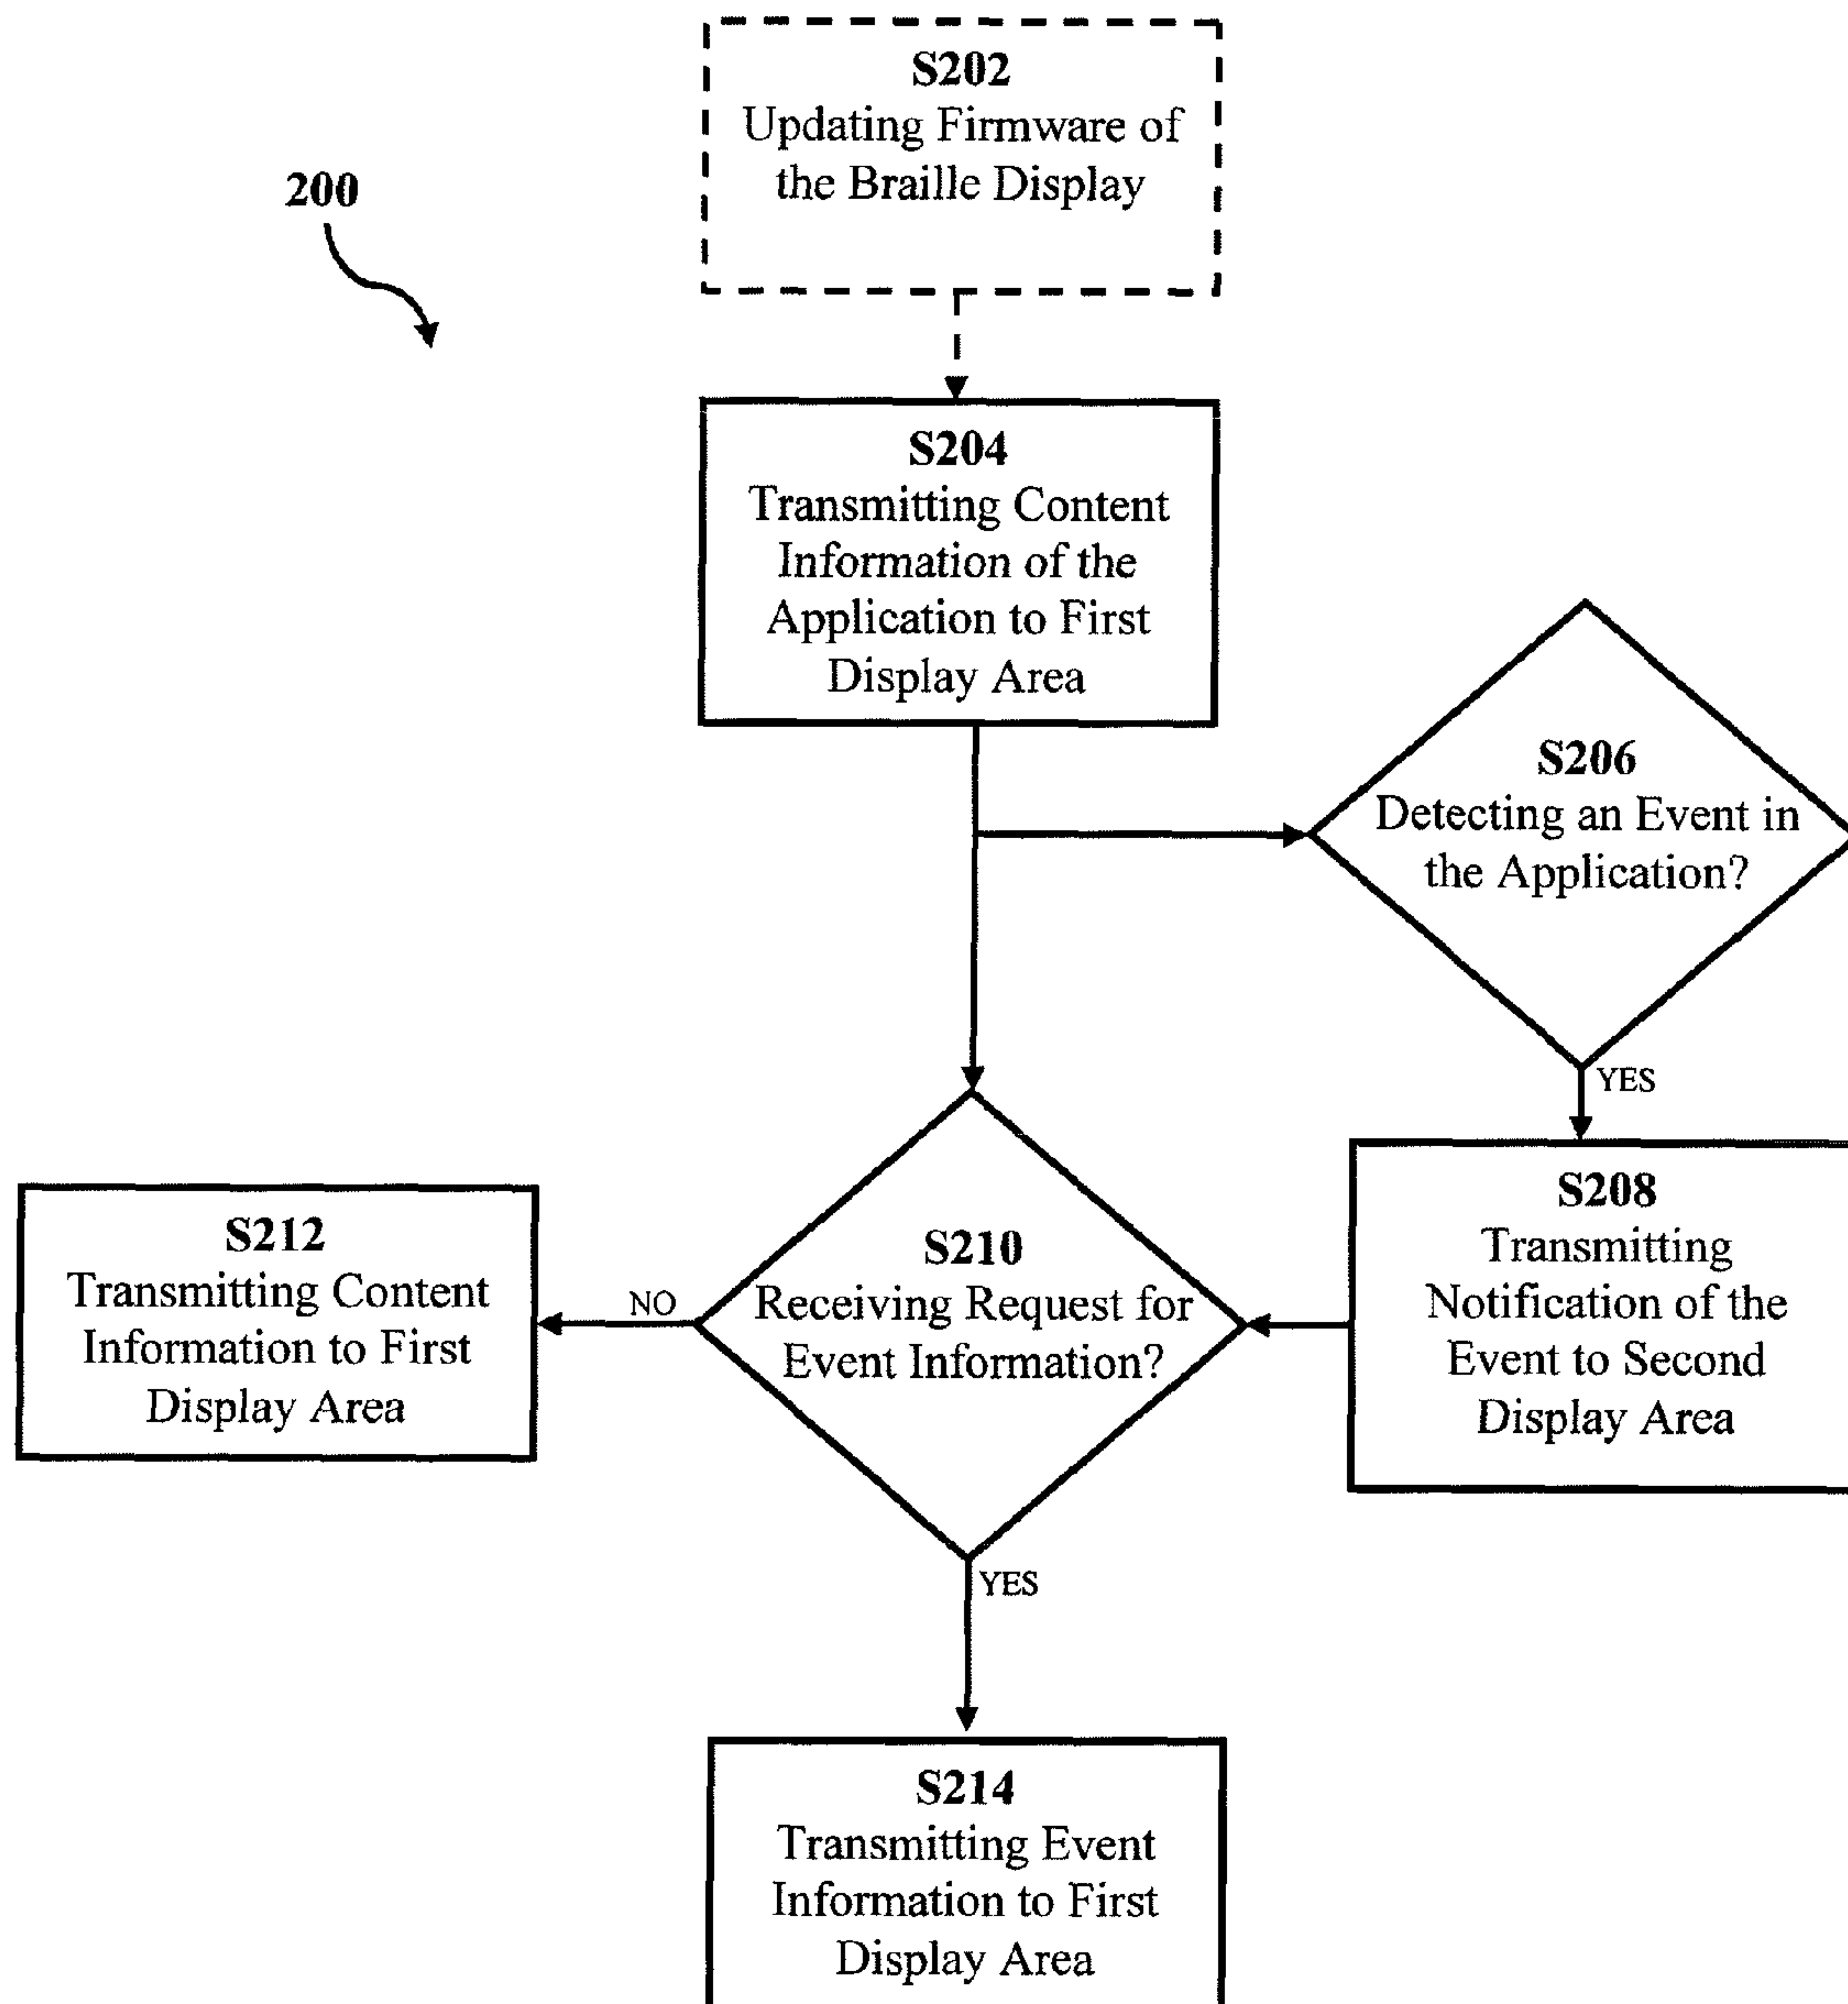 S202
Updating Firmware of
the Braille Display
200
S204
Transmitting Content
Information of the
Application to First
Display Area
S206
Detecting an Event in
the Application?
YES
S208
Transmitting
Notification of the
Event to Second
Display Area
S210
Receiving Request for
Event Information?
NO
S212
Transmitting Content
Information to First
Display Area
YES
S214
Transmitting Event
Information to First
Display Area